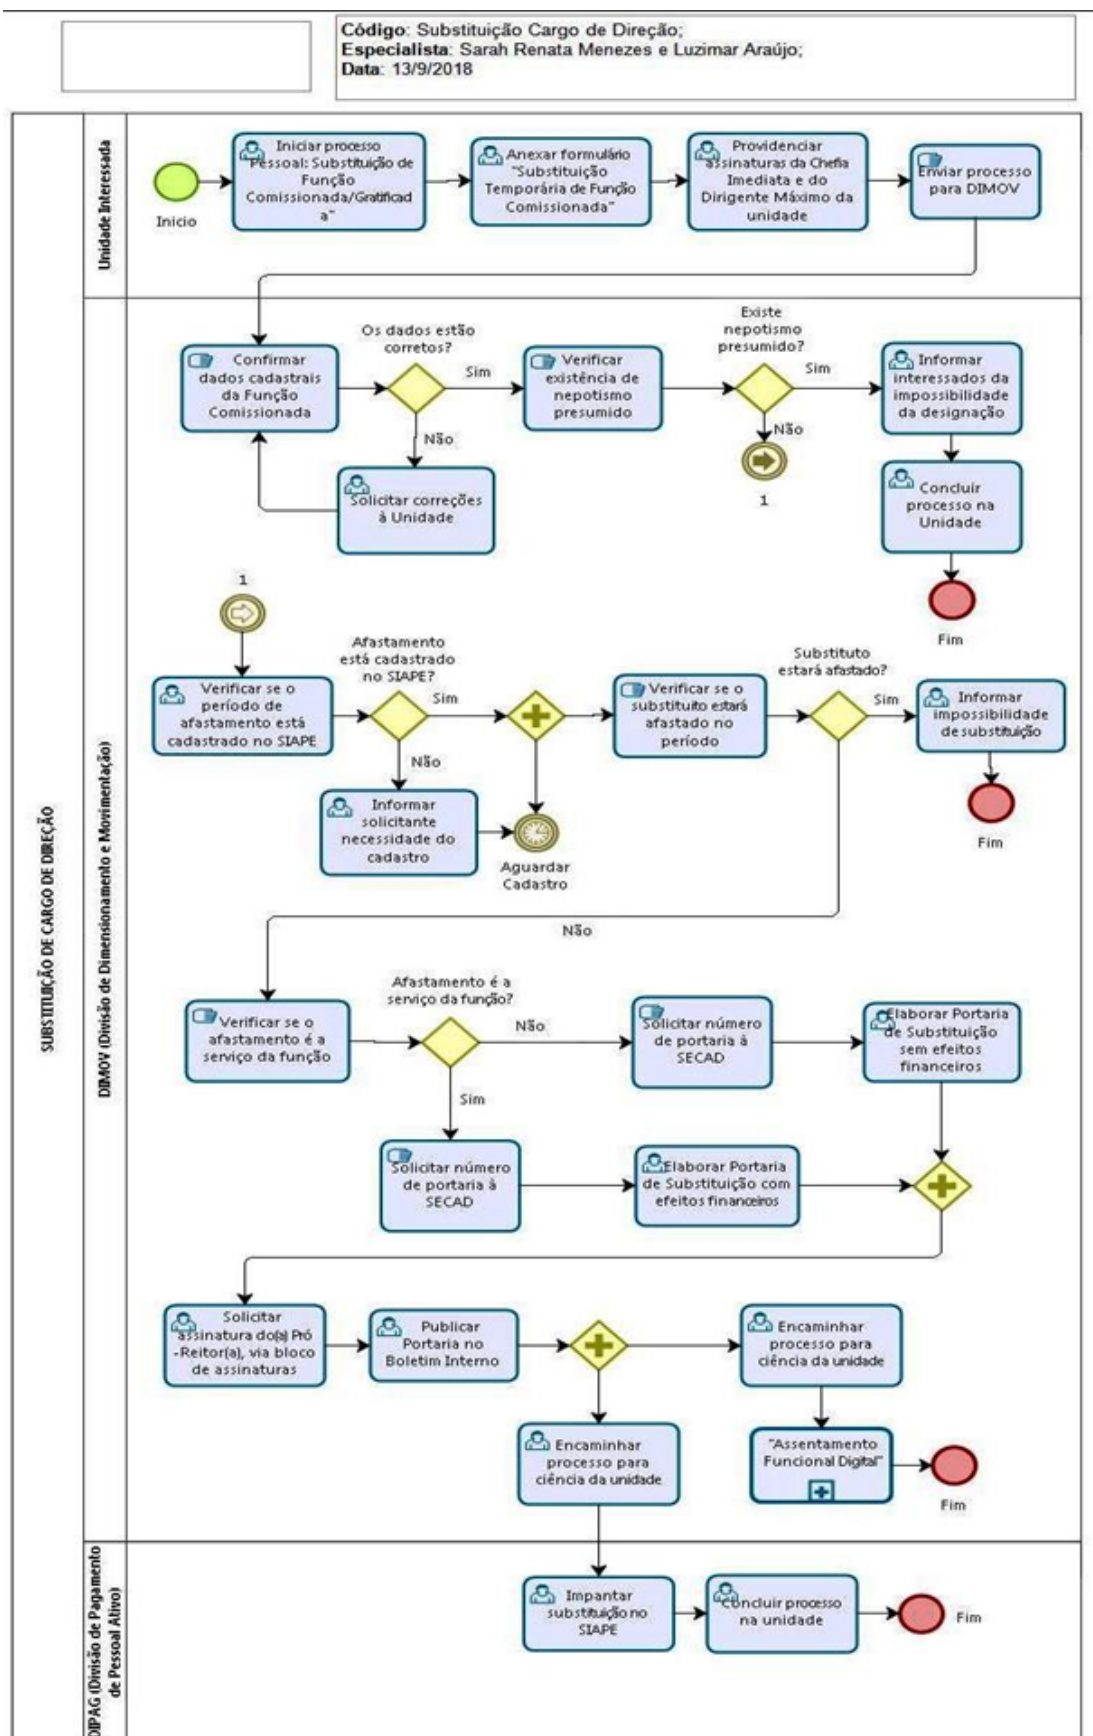 Código: Substituição Cargo de Direção;
Especialista: Sarah Renata Menezes e Luzimar Araújo;
Data: 13/9/2018
SUBSTITUIÇÃO DE CARGO DE DIREÇÃO
Unidade Interessada
Inicio
Iniciar processo
Pessoal: Substituição de
Função
Comissionada/Gratificad
a"
Anexar formulário
"Substituição
Temporária de Função
Comissionada"
Providenciar
assinaturas da Chefia
Imediata e do
Dirigente Máximo da
unidade
Enviar processo
para DIMOV
DIMOV (Divisão de Dimensionamento e Movimentação)
Confirmar
dados cadastrais
da Função
Comissionada
Os dados estão
corretos?
Sim
Não
Solicitar correções
à Unidade
Verificar
existência de
nepotismo
presumido
Existe
nepotismo
presumido?
Sim
Não
1
Informar
interessados da
impossibilidade
da designação
Concluir
processo na
Unidade
Fim
1
Verificar se o
período de
afastamento está
cadastrado no SIAPE
Afastamento
está cadastrado
no SIAPE?
Sim
Não
Informar
solicitante
necessidade do
cadastro
Aguardar
Cadastro
Verificar se o
substituito estará
afastado no
período
Substituto
estará afastado?
Sim
Informar
impossibilidade
de substituição
Fim
Não
Verificar se o
afastamento é a
serviço da função
Afastamento é a
serviço da função?
Não
Sim
Solicitar número
de portaria à
SECAD
Elaborar Portaria
de Substituição
sem efeitos
financeiros
Solicitar número
de portaria à
SECAD
Elaborar Portaria
de Substituição com
efeitos financeiros
Solicitar
assinatura do(a) Pró
-Reitor(a), via bloco
de assinaturas
Publicar
Portaria no
Boletim Interno
Encaminhar
processo para
ciência da unidade
Encaminhar
processo para
ciência da unidade
"Assentamento
Funcional Digital"
Fim
DIPAG (Divisão de Pagamento
de Pessoal Ativo)
Impantar
substituição no
SIAPE
Concluir processo
na unidade
Fim